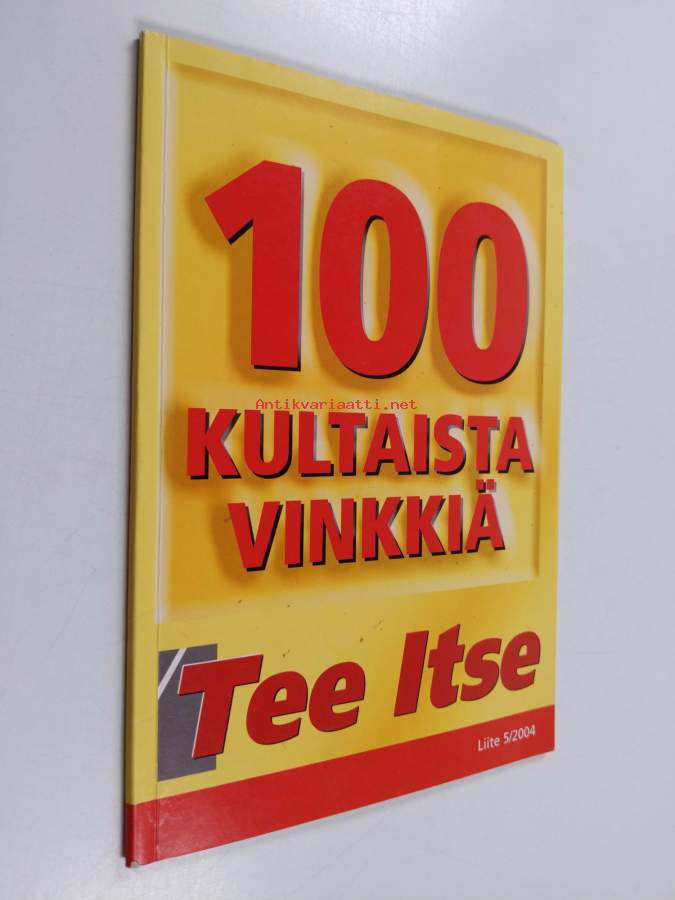 100
Antikvariaatti.net
KULTAISTA
VINKKIÄ
Tee Itse
Liite 5/2004